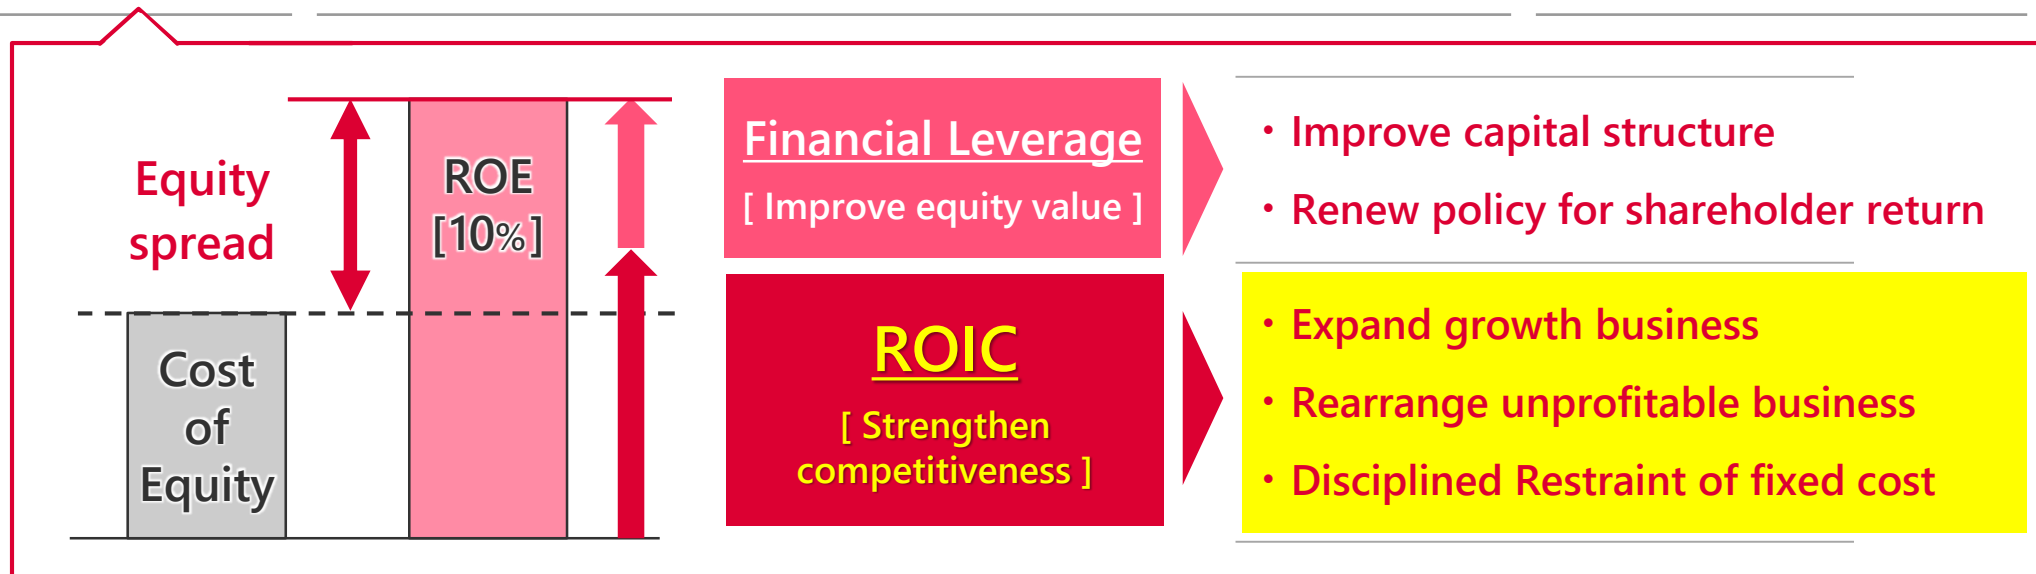 Equity
spread
ROE
[10%]
Cost
of
Equity
Financial Leverage
[ Improve equity value ]
ROIC
[ Strengthen
competitiveness ]
・Improve capital structure
・Renew policy for shareholder return
・Expand growth business
・Rearrange unprofitable business
・Disciplined Restraint of fixed cost